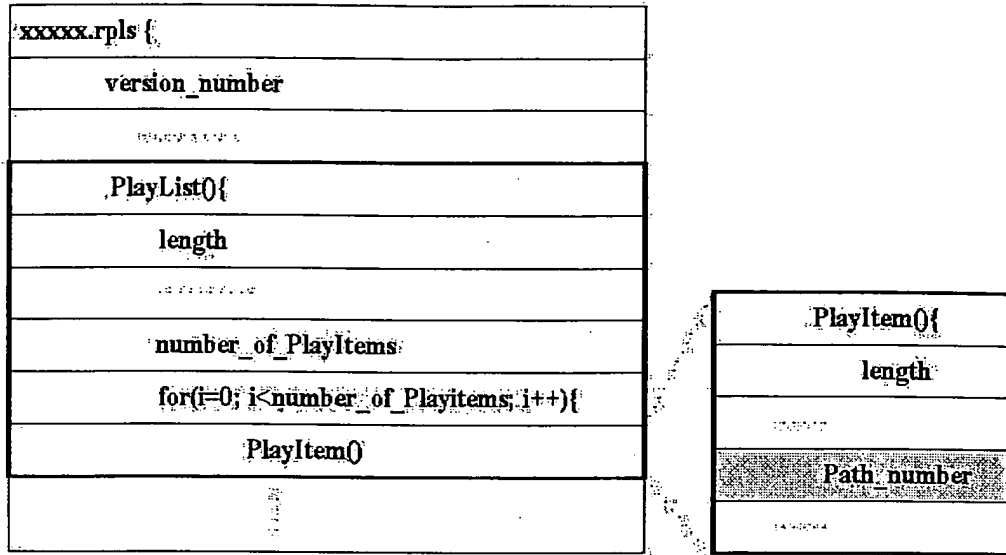 xxxxx.rpls {
version_number
PlayList(){
length
number_of_PlayItems
for(i=0; i<number_of_Playitems; i++){
PlayItem()
PlayItem(){
length
Path_number